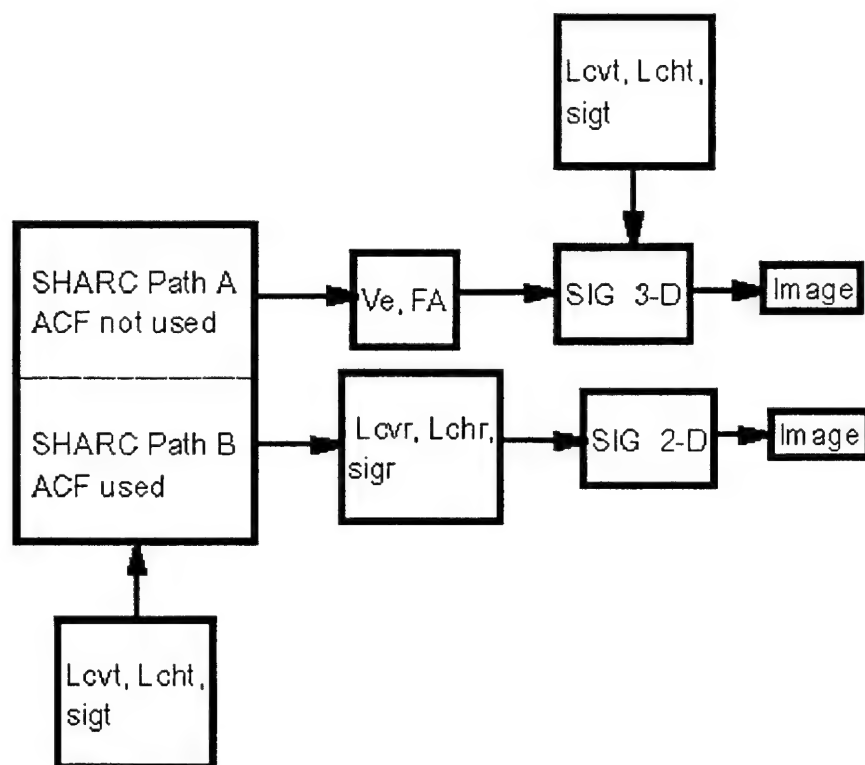 Lcvt, Lcht,
sigt
SHARC Path A
ACF not used
Ve, FA
SIG 3-D
Image
SHARC Path B
ACF used
Lcvr, Lchr,
sigr
SIG 2-D
Image
Lcvt, Lcht,
sigt